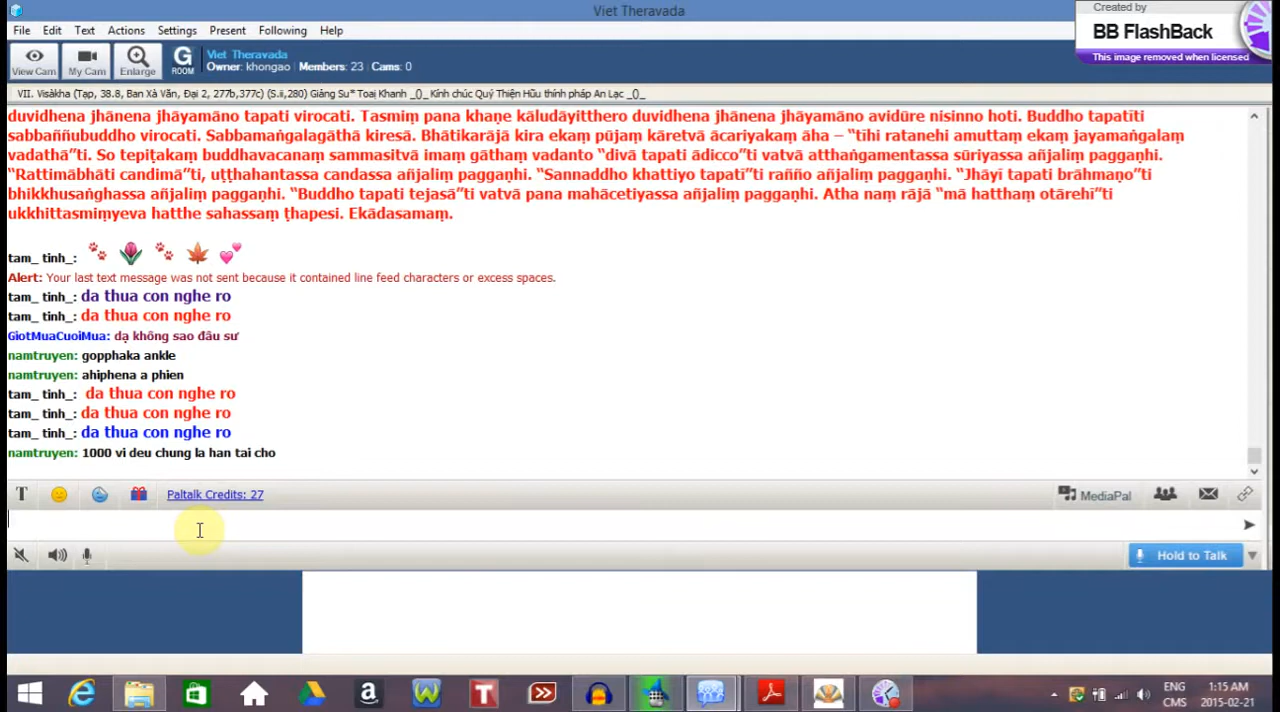 Viet Theravada
Created by
BB FlashBack
This image removed when licensed
File Edit Text Actions Settings Present Following Help
View Cam My Cam Enlarge G ROOM Viet Theravada
Owner: khongao Members: 23 Cams: 0
VII. Visàkha (Tạp, 38.8, Ban Xà Văn, Đại 2, 277b,377c) (S.ii,280) Giảng Sư* Toạị Khanh _()_ Kính chúc Quý Thiện Hữu thính pháp An Lạc _()_
duvidhena jhānena jhāyamāno tapati virocati. Tasmiṃ pana khaṇe kāludāyitthero duvidhena jhānena jhāyamāno avidūre nisinno hoti. Buddho tapatīti
sabbaññubuddho virocati. Sabbamaṅgalagāthā kiresā. Bhātikarājā kira ekaṃ pūjaṃ kāretvā ācariyakaṃ āha – “tīhi ratanehi amuttaṃ ekaṃ jayamaṅgalaṃ
vadathā”ti. So tepiṭakaṃ buddhavacanaṃ sammasitvā imaṃ gāthaṃ vadanto “divā tapati ādicco”ti vatvā atthaṅgamentassa sūriyassa añjaliṃ paggaṇhi.
“Rattimābhāti candimā”ti, uṭṭhahantassa candassa añjaliṃ paggaṇhi. “Sannaddho khattiyo tapatī”ti rañño añjaliṃ paggaṇhi. “Jhāyī tapati brāhmaṇo”ti
bhikkhusaṅghassa añjaliṃ paggaṇhi. “Buddho tapati tejasā”ti vatvā pana mahācetiyassa añjaliṃ paggaṇhi. Atha naṃ rājā “mā hatthaṃ otārehī”ti
ukkhittasmiṃyeva hatthe sahassaṃ ṭhapesi. Ekādasamaṃ.
tam_ tinh_:
Alert: Your last text message was not sent because it contained line feed characters or excess spaces.
tam_ tinh_: da thua con nghe ro
tam_ tinh_: da thua con nghe ro
GiotMuaCuoiMua: dạ không sao đâu sư
namtruyen: gopphaka ankle
namtruyen: ahiphena a phien
tam_ tinh_: da thua con nghe ro
tam_ tinh_: da thua con nghe ro
tam_ tinh_: da thua con nghe ro
namtruyen: 1000 vi deu chung la han tai cho
T Paltalk Credits: 27 MediaPal
Hold to Talk
ENG 1:15 AM
CMS 2015-02-21